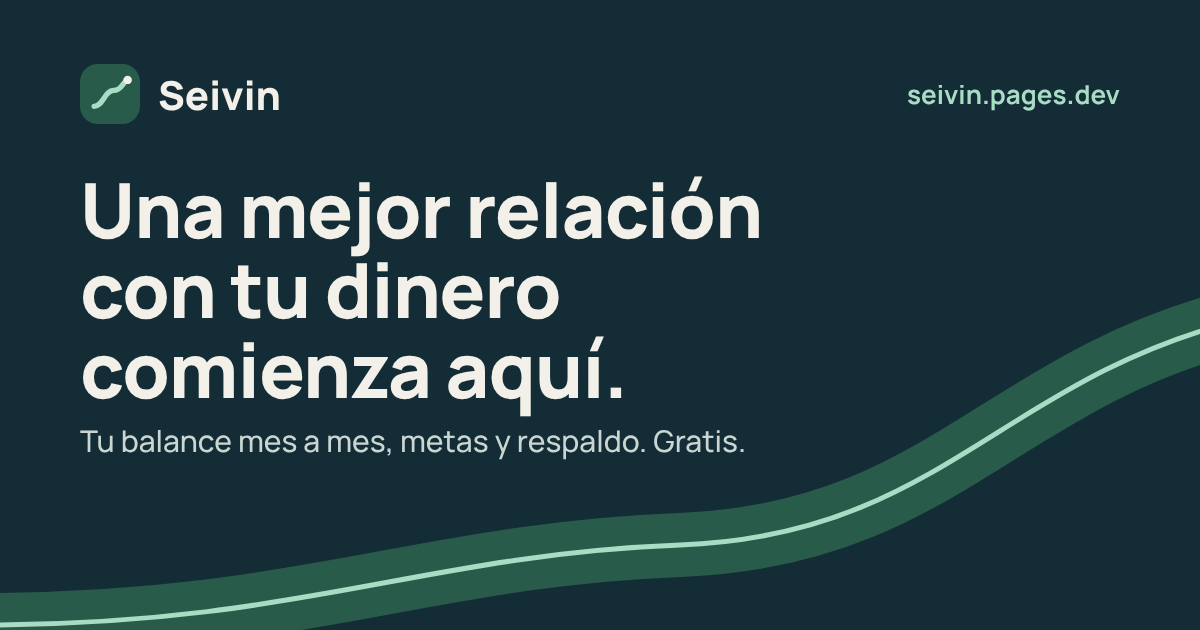 Seivin
seivin.pages.dev
Una mejor relación
con tu dinero
comienza aquí.
Tu balance mes a mes, metas y respaldo. Gratis.